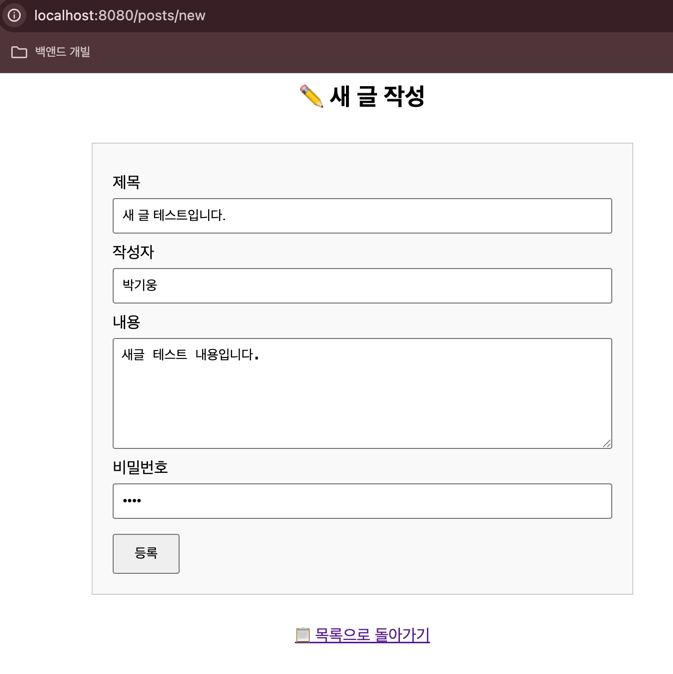 localhost:8080/posts/new
백앤드 개빌
✏️ 새 글 작성
제목
새 글 테스트입니다.
작성자
박기웅
내용
새글 테스트 내용입니다.
비밀번호
••••
등록
📋 목록으로 돌아가기